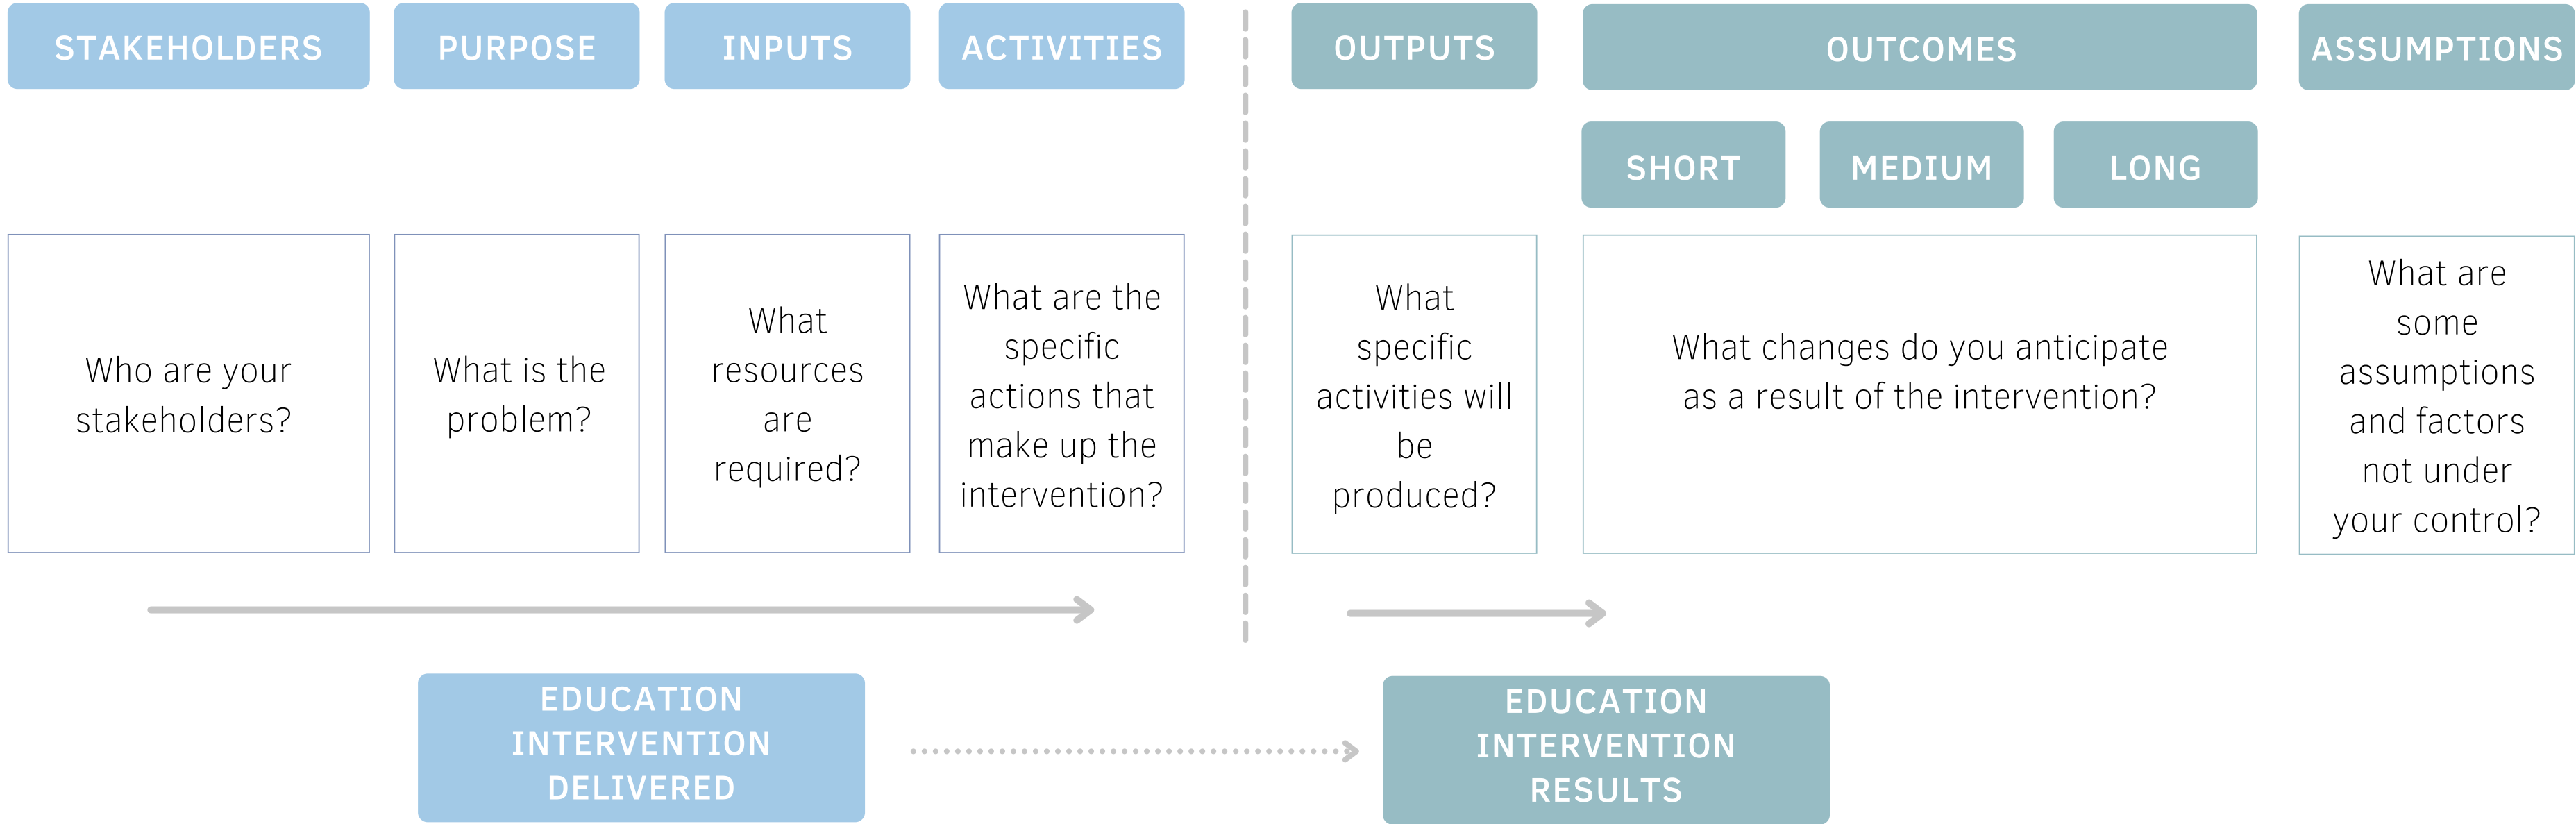 STAKEHOLDERS
PURPOSE
INPUTS
ACTIVITIES
OUTPUTS
OUTCOMES
ASSUMPTIONS
SHORT
MEDIUM
LONG
Who are your
stakeholders?
What is the
problem?
What
resources
are
required?
What are the
specific
actions that
make up the
intervention?
What
specific
activities will
be
produced?
What changes do you anticipate
as a result of the intervention?
What are
some
assumptions
and factors
not under
your control?
EDUCATION
INTERVENTION
DELIVERED
EDUCATION
INTERVENTION
RESULTS